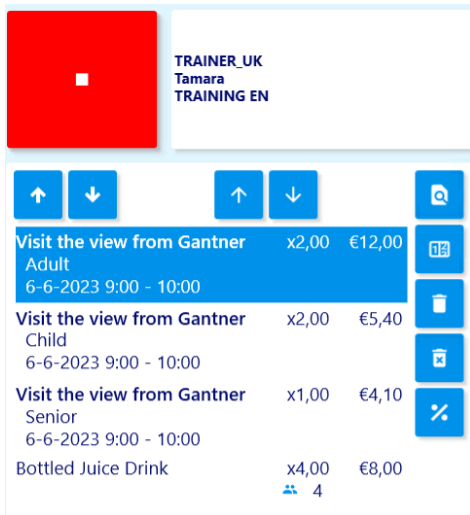 TRAINER_UK
Tamara
TRAINING EN
Visit the view from Gantner x2,00 €12,00
Adult
6-6-2023 9:00 - 10:00
Visit the view from Gantner x2,00 €5,40
Child
6-6-2023 9:00 - 10:00
Visit the view from Gantner x1,00 €4,10
Senior
6-6-2023 9:00 - 10:00
Bottled Juice Drink x4,00 €8,00
4